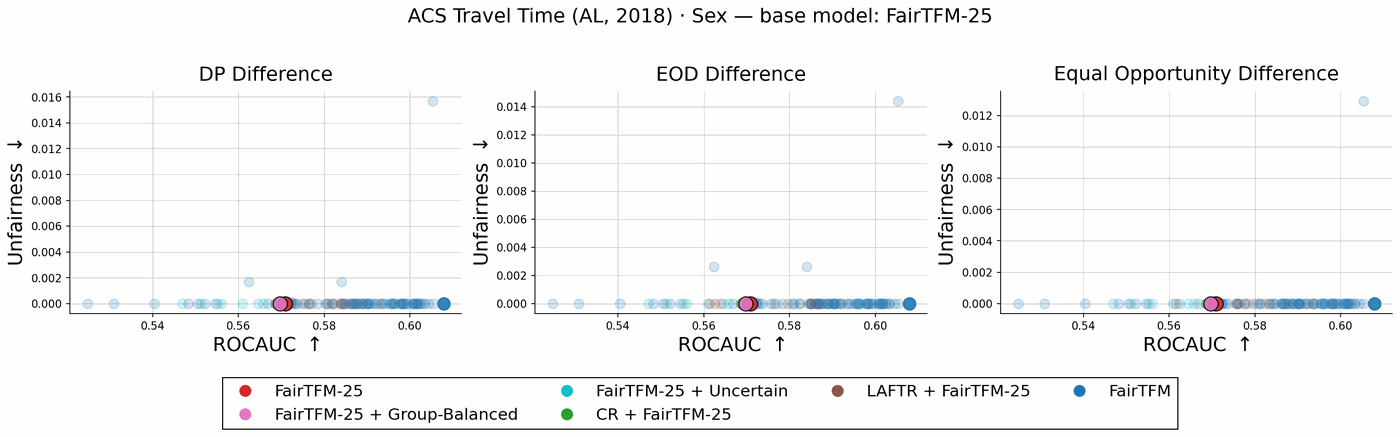 ACS Travel Time (AL, 2018) · Sex — base model: FairTFM-25
DP Difference
EOD Difference
Equal Opportunity Difference
Unfairness ↓
0.016
0.014
0.012
0.010
0.008
0.006
0.004
0.002
0.000
0.54
0.56
0.58
0.60
ROCAUC ↑
Unfairness ↓
0.014
0.012
0.010
0.008
0.006
0.004
0.002
0.000
0.54
0.56
0.58
0.60
ROCAUC ↑
Unfairness ↓
0.012
0.010
0.008
0.006
0.004
0.002
0.000
0.54
0.56
0.58
0.60
ROCAUC ↑
FairTFM-25
FairTFM-25 + Uncertain
LAFTR + FairTFM-25
FairTFM
FairTFM-25 + Group-Balanced
CR + FairTFM-25